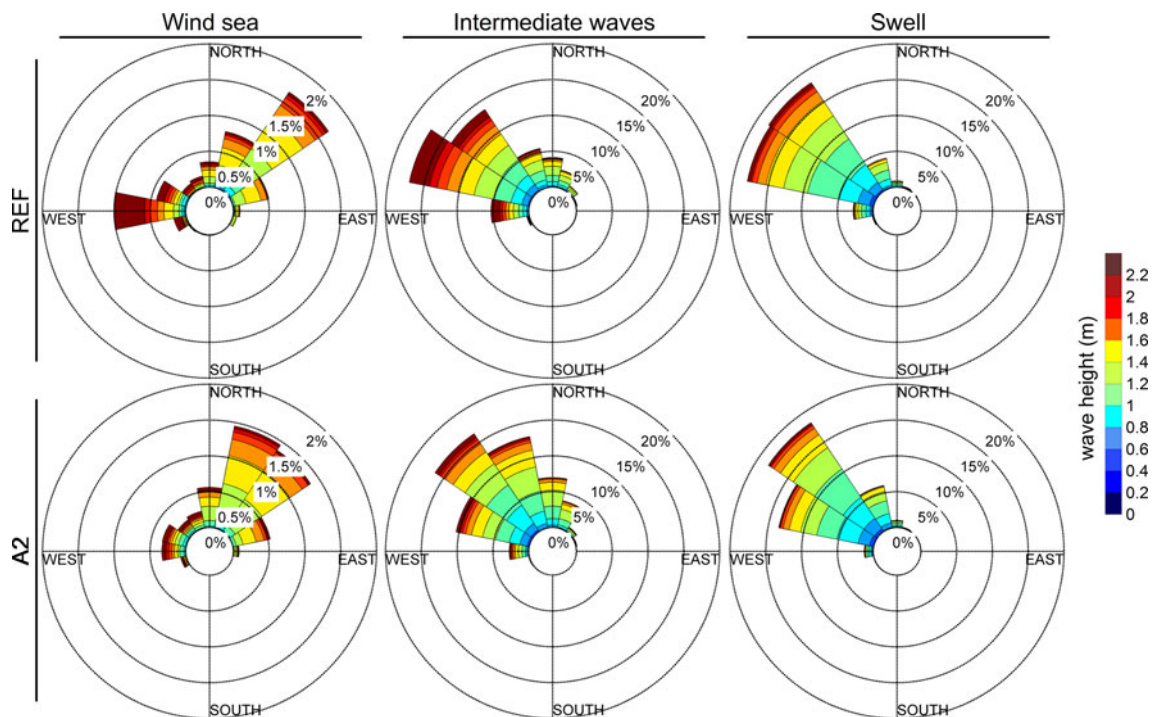 Wind sea
Intermediate waves
Swell
REF
NORTH
2%
1.5%
1%
0.5%
0%
WEST
EAST
SOUTH
NORTH
20%
15%
10%
5%
0%
WEST
EAST
SOUTH
NORTH
20%
15%
10%
5%
0%
WEST
EAST
SOUTH
A2
NORTH
2%
1.5%
1%
0.5%
0%
WEST
EAST
SOUTH
NORTH
20%
15%
10%
5%
0%
WEST
EAST
SOUTH
NORTH
20%
15%
10%
5%
0%
WEST
EAST
SOUTH
wave height (m)
2.2
2
1.8
1.6
1.4
1.2
1
0.8
0.6
0.4
0.2
0